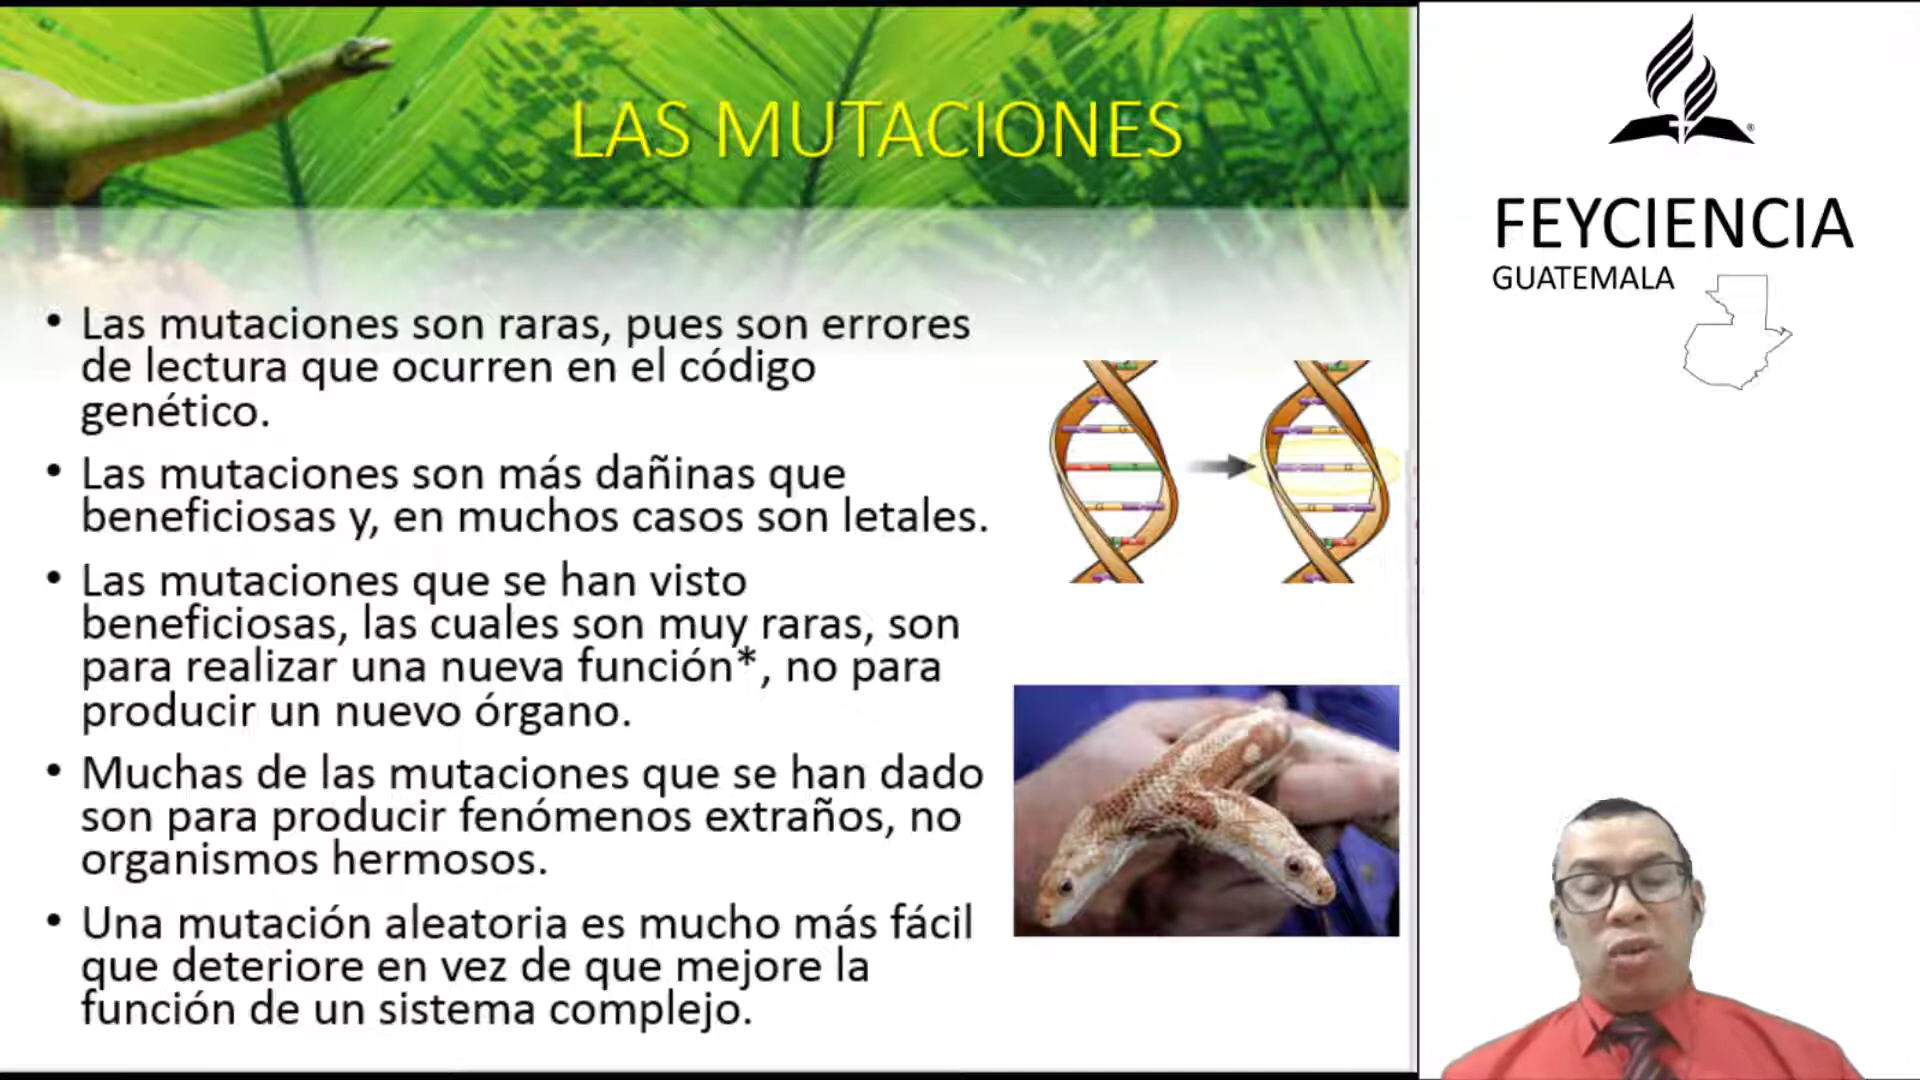 LAS MUTACIONES
• Las mutaciones son raras, pues son errores
de lectura que ocurren en el código
genético.
• Las mutaciones son más dañinas que
beneficiosas y, en muchos casos son letales.
• Las mutaciones que se han visto
beneficiosas, las cuales son muy raras, son
para realizar una nueva función*, no para
producir un nuevo órgano.
• Muchas de las mutaciones que se han dado
son para producir fenómenos extraños, no
organismos hermosos.
• Una mutación aleatoria es mucho más fácil
que deteriore en vez de que mejore la
función de un sistema complejo.
FEYCIENCIA
GUATEMALA